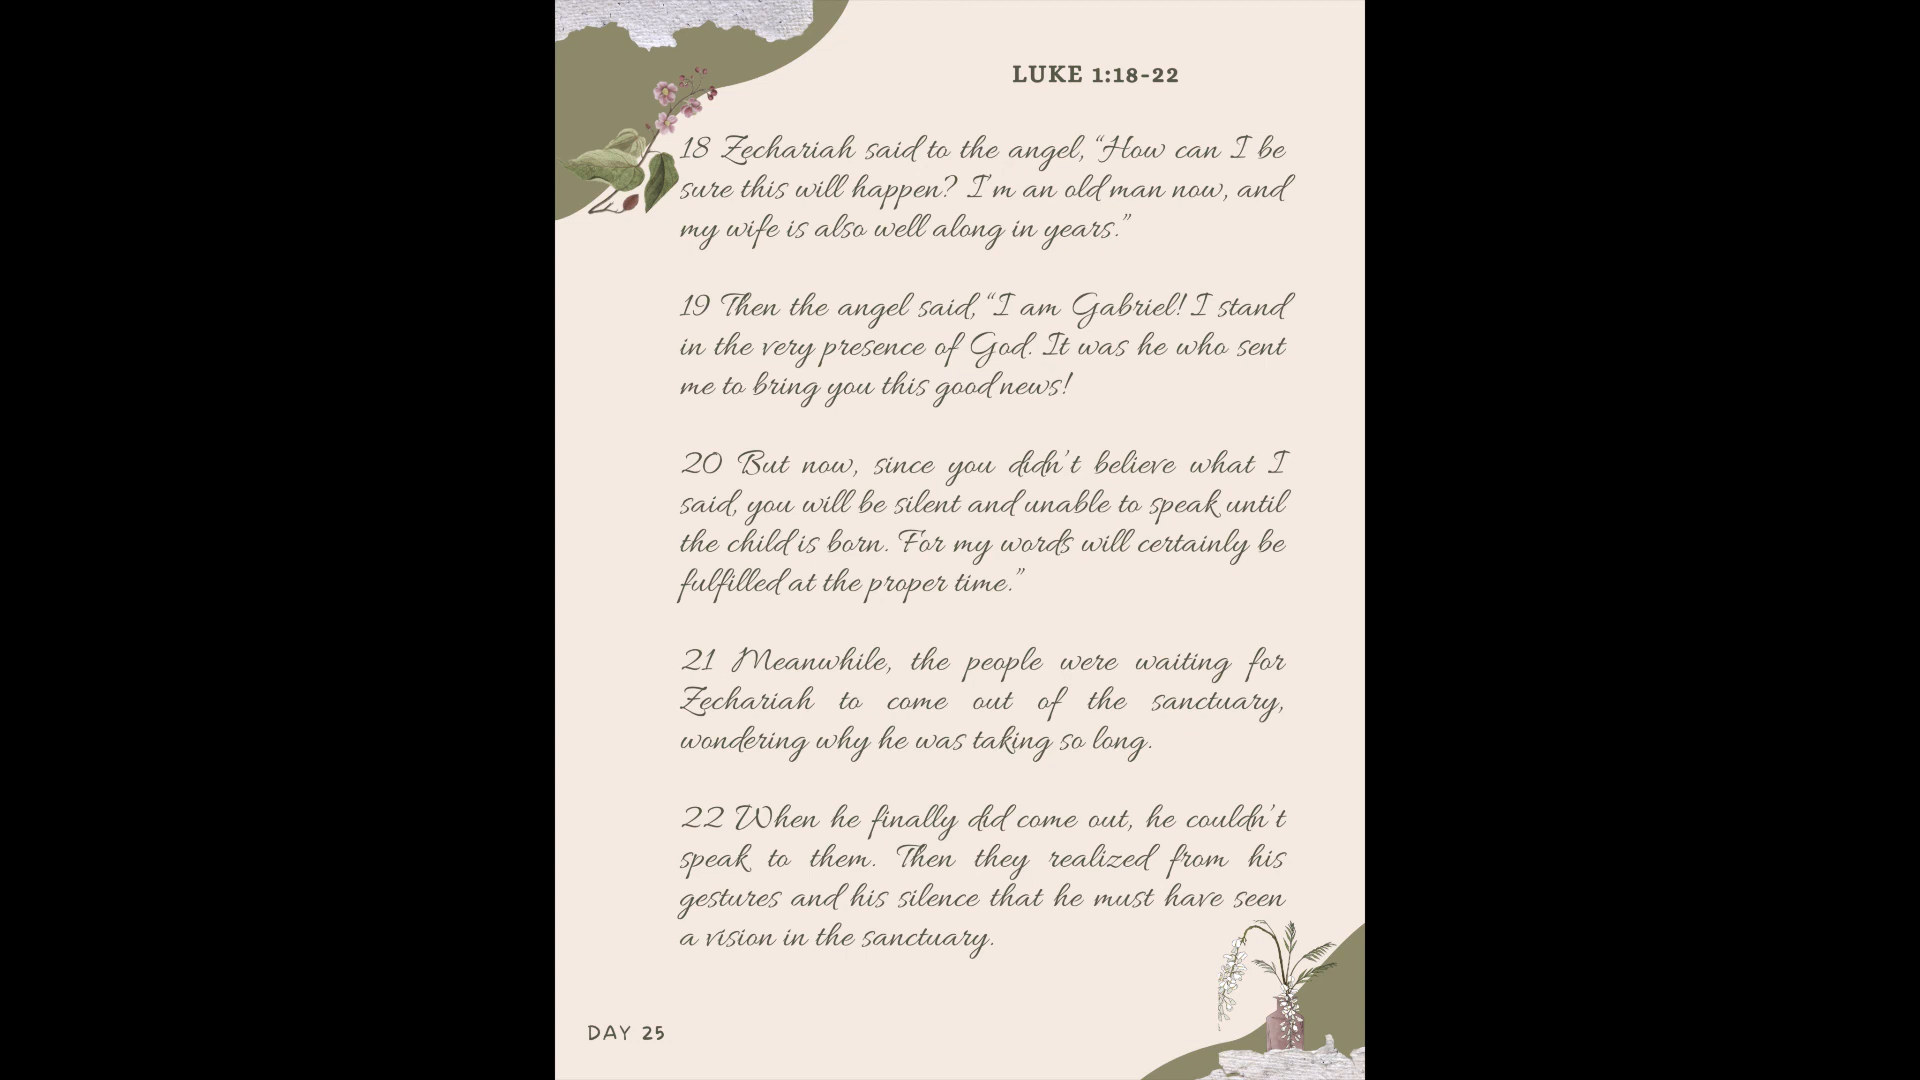 LUKE 1:18-22
18 Zechariah said to the angel, “How can I be
sure this will happen? I’m an old man now, and
my wife is also well along in years.”
19 Then the angel said, “I am Gabriel! I stand
in the very presence of God. It was he who sent
me to bring you this good news!
20 But now, since you didn’t believe what I
said, you will be silent and unable to speak until
the child is born. For my words will certainly be
fulfilled at the proper time.”
21 Meanwhile, the people were waiting for
Zechariah to come out of the sanctuary,
wondering why he was taking so long.
22 When he finally did come out, he couldn’t
speak to them. Then they realized from his
gestures and his silence that he must have seen
a vision in the sanctuary.
DAY 25